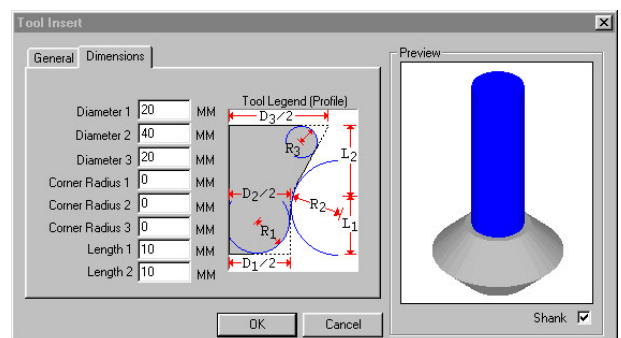 Tool Insert
General Dimensions
Diameter 1 20 MM
Diameter 2 40 MM
Diameter 3 20 MM
Corner Radius 1 0 MM
Corner Radius 2 0 MM
Corner Radius 3 0 MM
Length 1 10 MM
Length 2 10 MM
Tool Legend (Profile)
D3/2
R3
L2
D2/2
R2
R1
L1
D1/2
Preview
Shank
OK Cancel